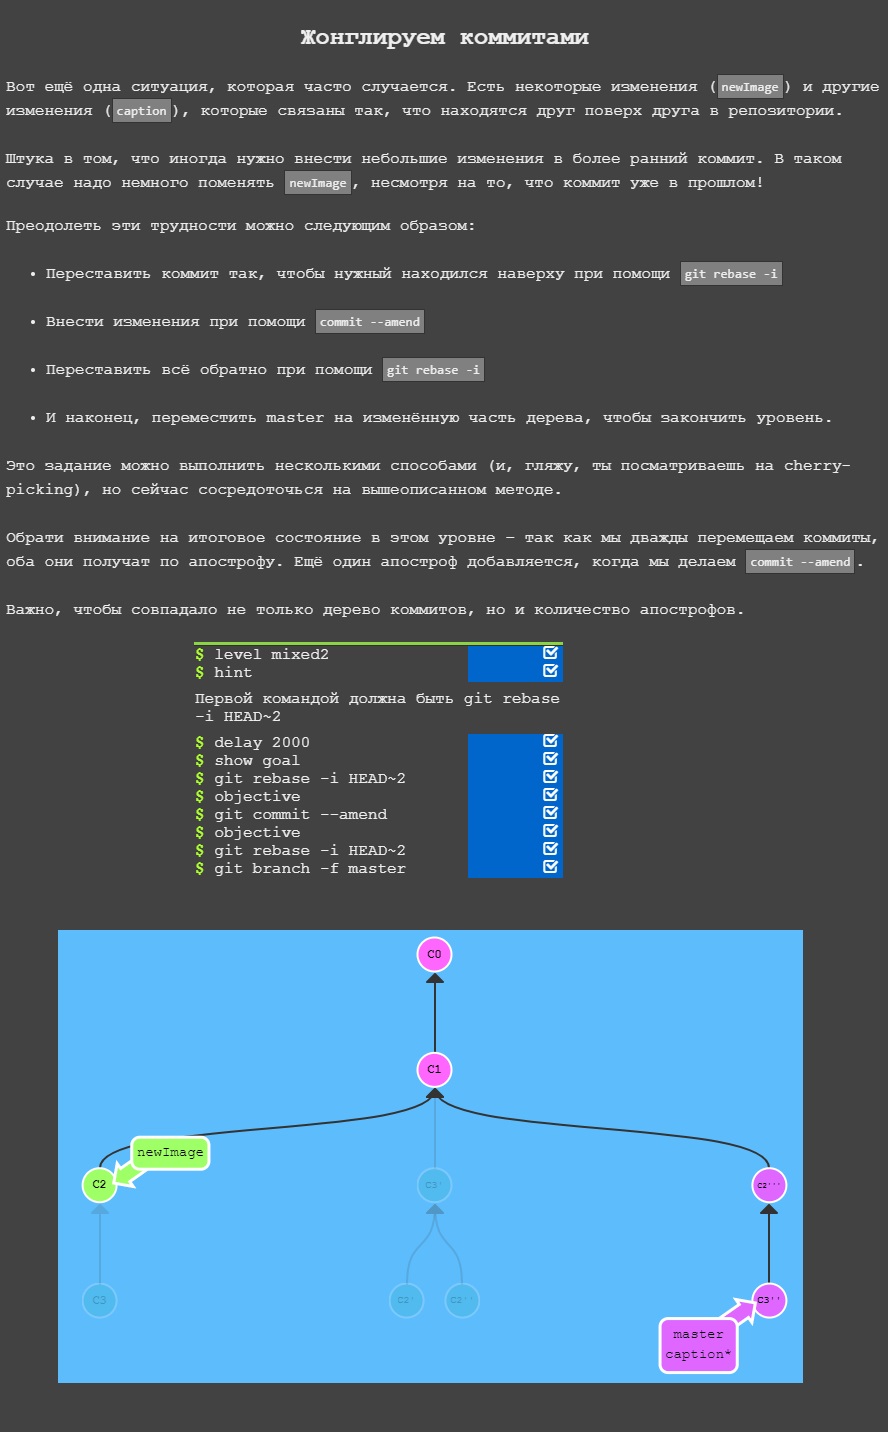 Жонглируем коммитами
Вот ещё одна ситуация, которая часто случается. Есть некоторые изменения (newImage) и другие
изменения (caption), которые связаны так, что находятся друг поверх друга в репозитории.
Штука в том, что иногда нужно внести небольшие изменения в более ранний коммит. В таком
случае надо немного поменять newImage, несмотря на то, что коммит уже в прошлом!
Преодолеть эти трудности можно следующим образом:
• Переставить коммит так, чтобы нужный находился наверху при помощи git rebase -i
• Внести изменения при помощи commit --amend
• Переставить всё обратно при помощи git rebase -i
• И наконец, переместить master на изменённую часть дерева, чтобы закончить уровень.
Это задание можно выполнить несколькими способами (и, гляжу, ты посматриваешь на cherry-
picking), но сейчас сосредоточься на вышеописанном методе.
Обрати внимание на итоговое состояние в этом уровне – так как мы дважды перемещаем коммиты,
оба они получат по апострофу. Ещё один апостроф добавляется, когда мы делаем commit --amend.
Важно, чтобы совпадало не только дерево коммитов, но и количество апострофов.
$ level mixed2
$ hint
Первой командой должна быть git rebase
-i HEAD~2
$ delay 2000
$ show goal
$ git rebase -i HEAD~2
$ objective
$ git commit --amend
$ objective
$ git rebase -i HEAD~2
$ git branch -f master
C0
C1
newImage
C2
C3'
C2'''
C3
C2'
C2''
C3''
master
caption*